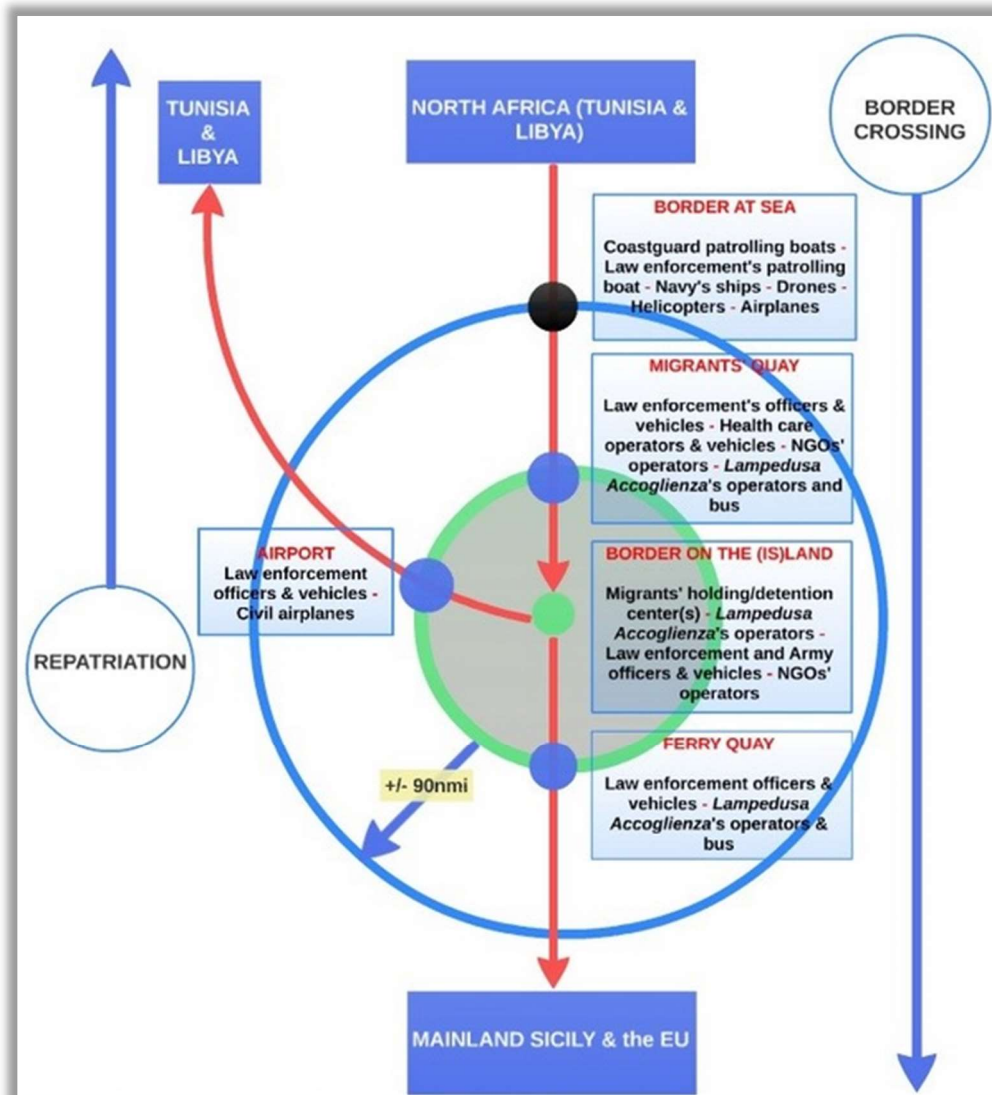 TUNISIA
&
LIBYA
NORTH AFRICA (TUNISIA &
LIBYA)
BORDER
CROSSING
BORDER AT SEA
Coastguard patrolling boats -
Law enforcement's patrolling
boat - Navy's ships - Drones -
Helicopters - Airplanes
MIGRANTS' QUAY
Law enforcement's officers &
vehicles - Health care
operators & vehicles - NGOs'
operators - Lampedusa
Accoglienza's operators and
bus
AIRPORT
Law enforcement
officers & vehicles -
Civil airplanes
BORDER ON THE (IS)LAND
Migrants' holding/detention
center(s) - Lampedusa
Accoglienza's operators -
Law enforcement and Army
officers & vehicles - NGOs'
operators
REPATRIATION
FERRY QUAY
Law enforcement officers &
vehicles - Lampedusa
Accoglienza's operators &
bus
+/- 90nmi
MAINLAND SICILY & the EU